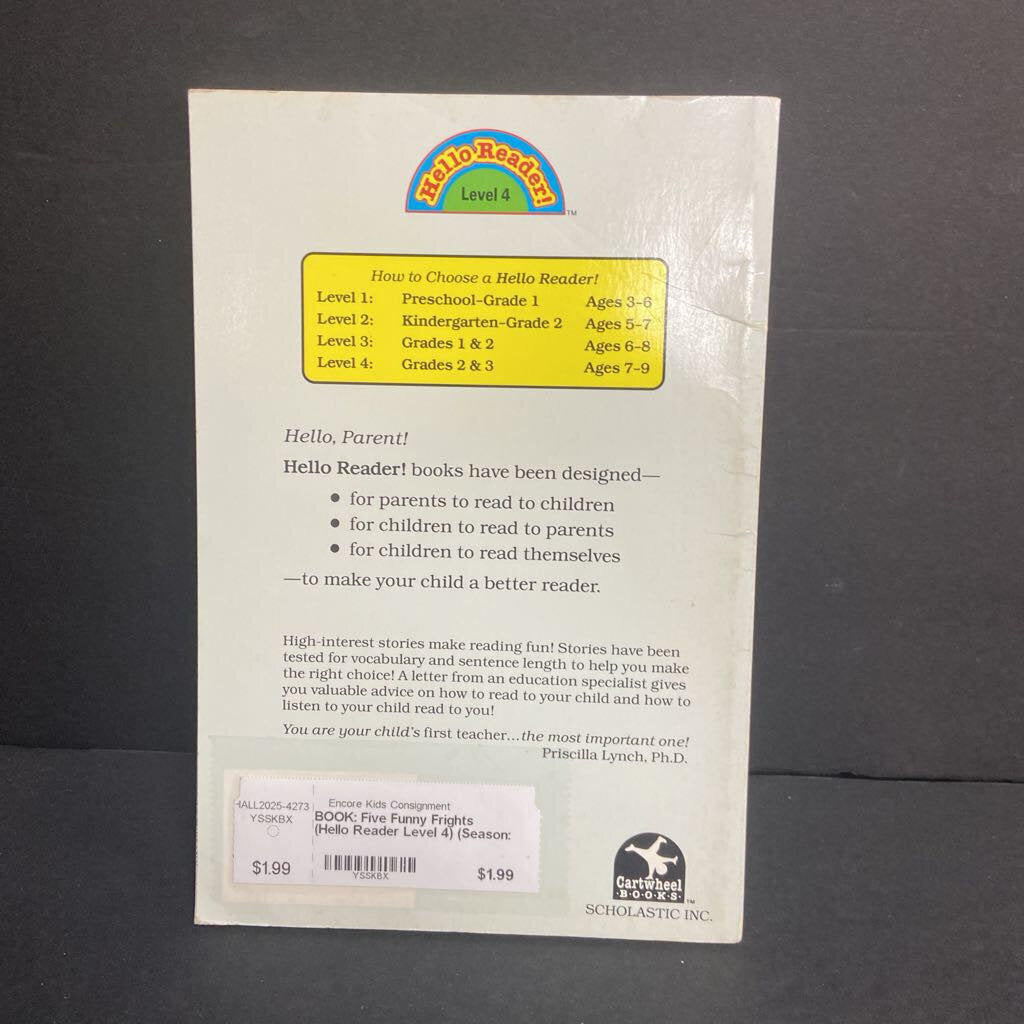 Hello Reader!
Level 4
TM
How to Choose a Hello Reader!
Level 1: Preschool-Grade 1 Ages 3-6
Level 2: Kindergarten-Grade 2 Ages 5-7
Level 3: Grades 1 & 2 Ages 6-8
Level 4: Grades 2 & 3 Ages 7-9
Hello, Parent!
Hello Reader! books have been designed—
• for parents to read to children
• for children to read to parents
• for children to read themselves
—to make your child a better reader.
High-interest stories make reading fun! Stories have been
tested for vocabulary and sentence length to help you make
the right choice! A letter from an education specialist gives
you valuable advice on how to read to your child and how to
listen to your child read to you!
You are your child's first teacher...the most important one!
Priscilla Lynch, Ph.D.
HALL2025-4273
YSSKBX
$1.99
Encore Kids Consignment
BOOK: Five Funny Frights
(Hello Reader Level 4) (Season:
YSSKBX
$1.99
Cartwheel
·B·O·O·K·S·
TM
SCHOLASTIC INC.